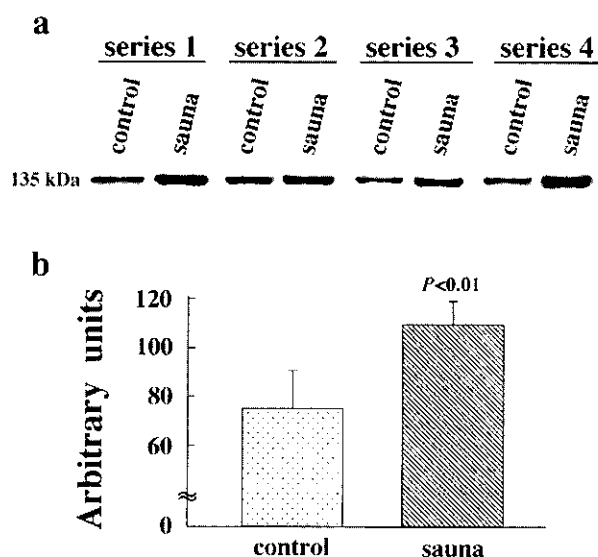 a
series 1 series 2 series 3 series 4
control sauna control sauna control sauna control sauna
135 kDa
b
Arbitrary units
P<0.01
120
100
80
60
0
control sauna